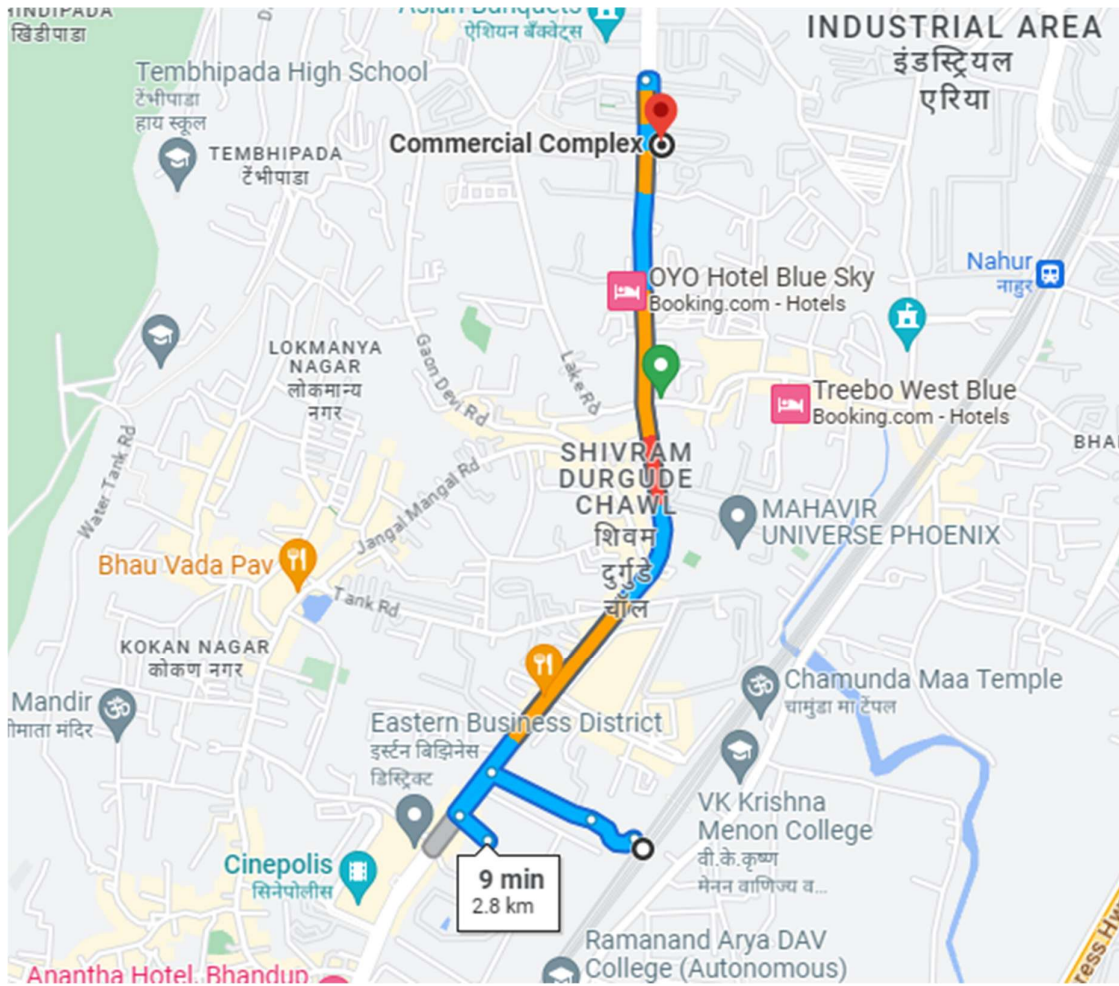 खिंडीपाडा
ऐशियन बँक्वेट्स
INDUSTRIAL AREA
इंडस्ट्रियल
एरिया
Tembhipada High School
टेंभीपाडा
हाय स्कूल
TEMBHIPADA
टेंभीपाडा
Commercial Complex
Nahur
नाहुर
OYO Hotel Blue Sky
Booking.com - Hotels
LOKMANYA
NAGAR
लोकमान्य
नगर
Gaon Devi Rd
Lake Rd
Treebo West Blue
Booking.com - Hotels
Water Tank Rd
SHIVRAM
DURGUDE
CHAWL
शिवम
दुर्गुडे
चॉल
BHA
Jangal Mangal Rd
MAHAVIR
UNIVERSE PHOENIX
Bhau Vada Pav
Tank Rd
KOKAN NAGAR
कोकण नगर
Mandir
मीमाता मंदिर
Chamunda Maa Temple
चामुंडा मा टेंपल
Eastern Business District
इर्स्टन बिझिनेस
डिस्ट्रिक्ट
VK Krishna
Menon College
वी.के.कृष्ण
मेनन वाणिज्य व...
Cinepolis
सिनेपोलीस
9 min
2.8 km
Ramanand Arya DAV
College (Autonomous)
Anantha Hotel, Bhandup
ress Hw